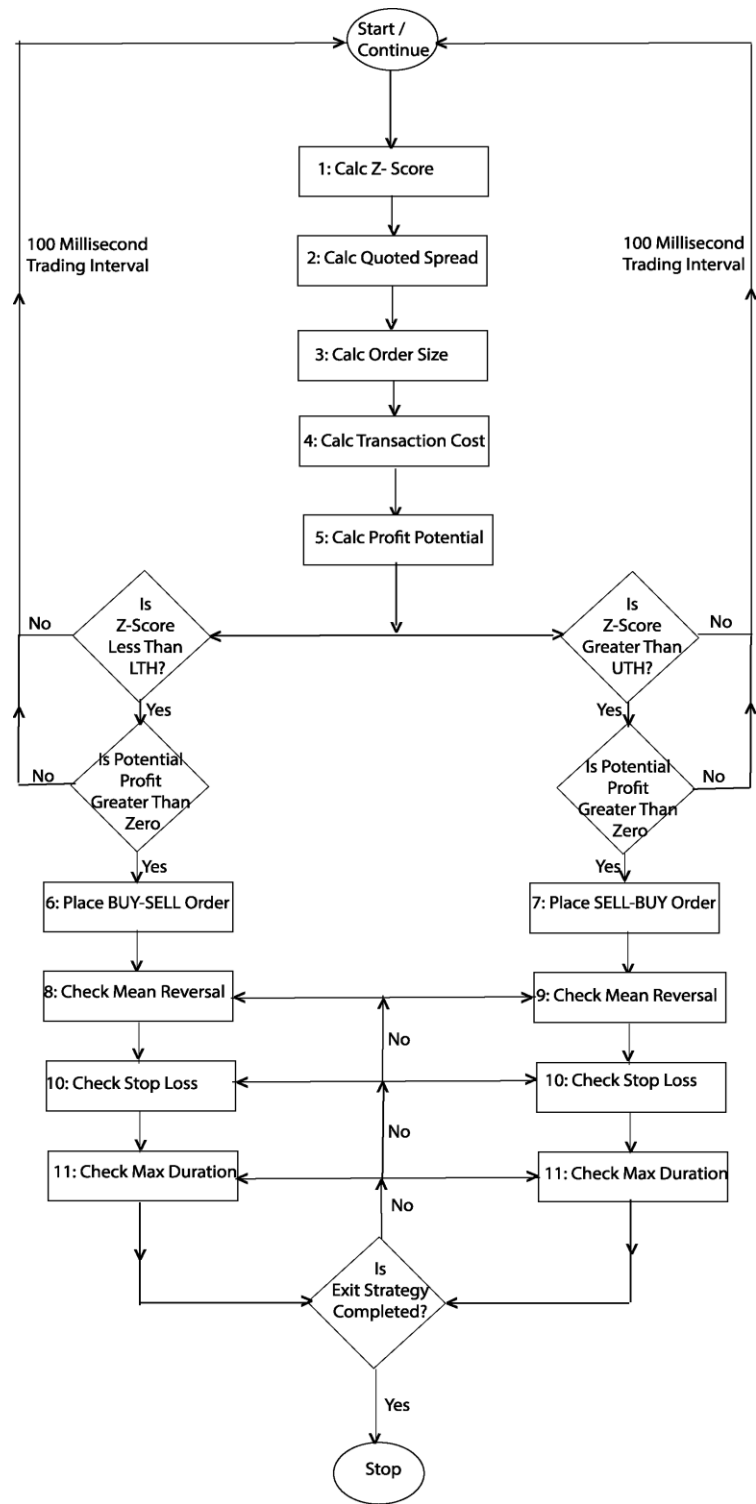 Start /
Continue
1: Calc Z- Score
100 Millisecond
Trading Interval
100 Millisecond
Trading Interval
2: Calc Quoted Spread
3: Calc Order Size
4: Calc Transaction Cost
5: Calc Profit Potential
Is
Z-Score
Less Than
LTH?
No
Yes
Is
Z-Score
Greater Than
UTH?
No
Yes
Is Potential
Profit
Greater Than
Zero
No
Yes
Is Potential
Profit
Greater Than
Zero
No
Yes
6: Place BUY-SELL Order
7: Place SELL-BUY Order
8: Check Mean Reversal
9: Check Mean Reversal
No
10: Check Stop Loss
10: Check Stop Loss
No
11: Check Max Duration
11: Check Max Duration
No
Is
Exit Strategy
Completed?
Yes
Stop